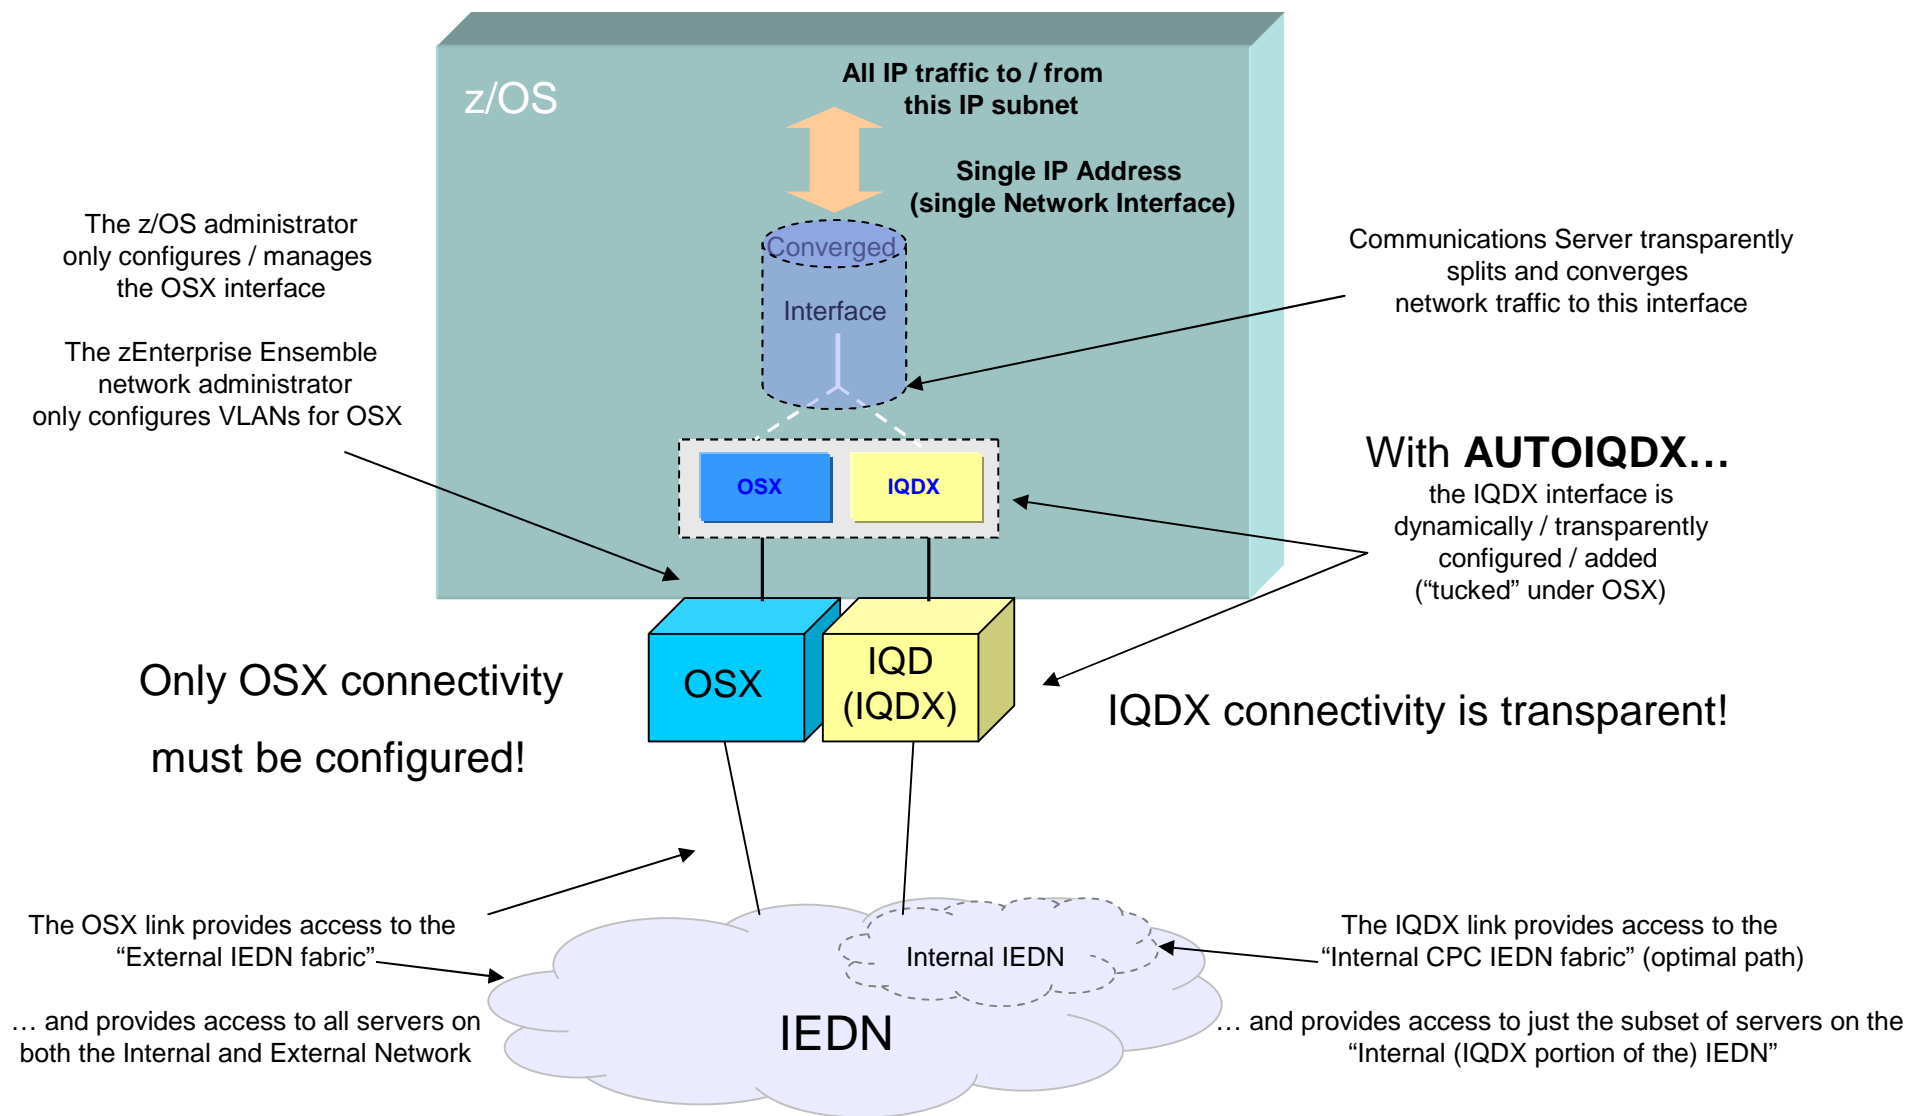 z/OS
All IP traffic to / from
this IP subnet
Single IP Address
(single Network Interface)
Converged
Interface
The z/OS administrator
only configures / manages
the OSX interface
The zEnterprise Ensemble
network administrator
only configures VLANs for OSX
Communications Server transparently
splits and converges
network traffic to this interface
OSX
IQDX
With AUTOIQDX…
the IQDX interface is
dynamically / transparently
configured / added
(“tucked” under OSX)
OSX
IQD
(IQDX)
Only OSX connectivity
must be configured!
IQDX connectivity is transparent!
The OSX link provides access to the
“External IEDN fabric”
… and provides access to all servers on
both the Internal and External Network
Internal IEDN
IEDN
The IQDX link provides access to the
“Internal CPC IEDN fabric” (optimal path)
… and provides access to just the subset of servers on the
“Internal (IQDX portion of the) IEDN”